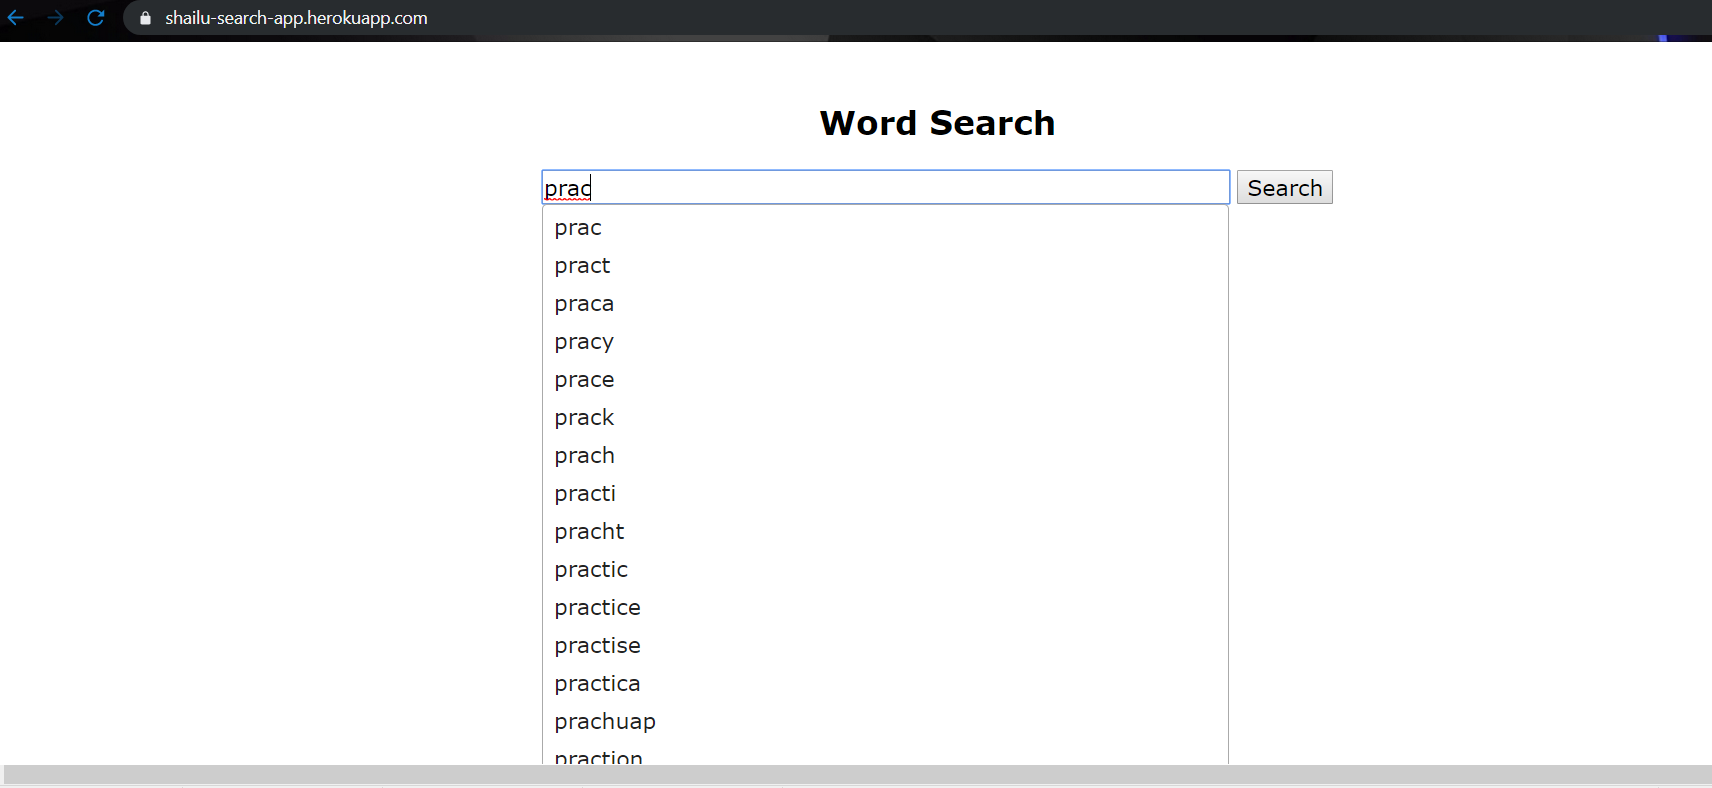 shailu-search-app.herokuapp.com
Word Search
prac Search
prac
pract
praca
pracy
prace
prack
prach
practi
pracht
practic
practice
practise
practica
prachuap
praction